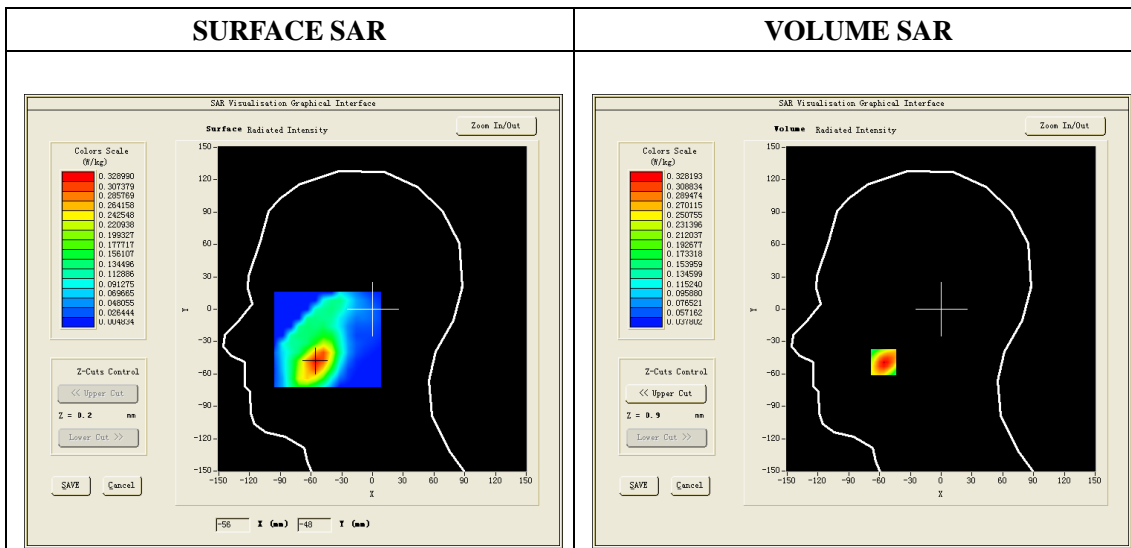 SURFACE SAR
VOLUME SAR
SAR Visualisation Graphical Interface
Surface Radiated Intensity
Zoom In/Out
Colors Scale
(W/kg)
0.328990
0.307379
0.285769
0.264158
0.242548
0.220938
0.199327
0.177717
0.156107
0.134496
0.112886
0.091275
0.069665
0.048055
0.026444
0.004834
Z-Cuts Control
<< Upper Cut
Z = 0.2 mm
Lower Cut >>
SAVE Cancel
150
120
90
60
30
0
-30
-60
-90
-120
-150
Y
-150 -120 -90 -60 -30 0 30 60 90 120 150
X
-56 X (mm) -48 Y (mm)
SAR Visualisation Graphical Interface
Volume Radiated Intensity
Zoom In/Out
Colors Scale
(W/kg)
0.328193
0.308834
0.289474
0.270115
0.250755
0.231396
0.212037
0.192677
0.173318
0.153959
0.134599
0.115240
0.095880
0.076521
0.057162
0.037802
Z-Cuts Control
<< Upper Cut
Z = 0.9 mm
Lower Cut >>
SAVE Cancel
150
120
90
60
30
0
-30
-60
-90
-120
-150
Y
-150 -120 -90 -60 -30 0 30 60 90 120 150
X